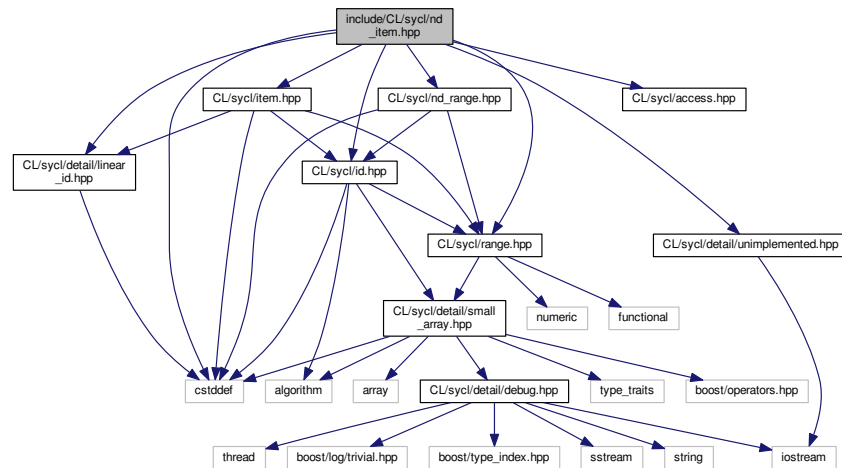 include/CL/sycl/nd
_item.hpp
CL/sycl/item.hpp
CL/sycl/nd_range.hpp
CL/sycl/access.hpp
CL/sycl/detail/linear
_id.hpp
CL/sycl/id.hpp
CL/sycl/range.hpp
CL/sycl/detail/unimplemented.hpp
CL/sycl/detail/small
_array.hpp
numeric
functional
cstddef
algorithm
array
CL/sycl/detail/debug.hpp
type_traits
boost/operators.hpp
thread
boost/log/trivial.hpp
boost/type_index.hpp
sstream
string
iostream